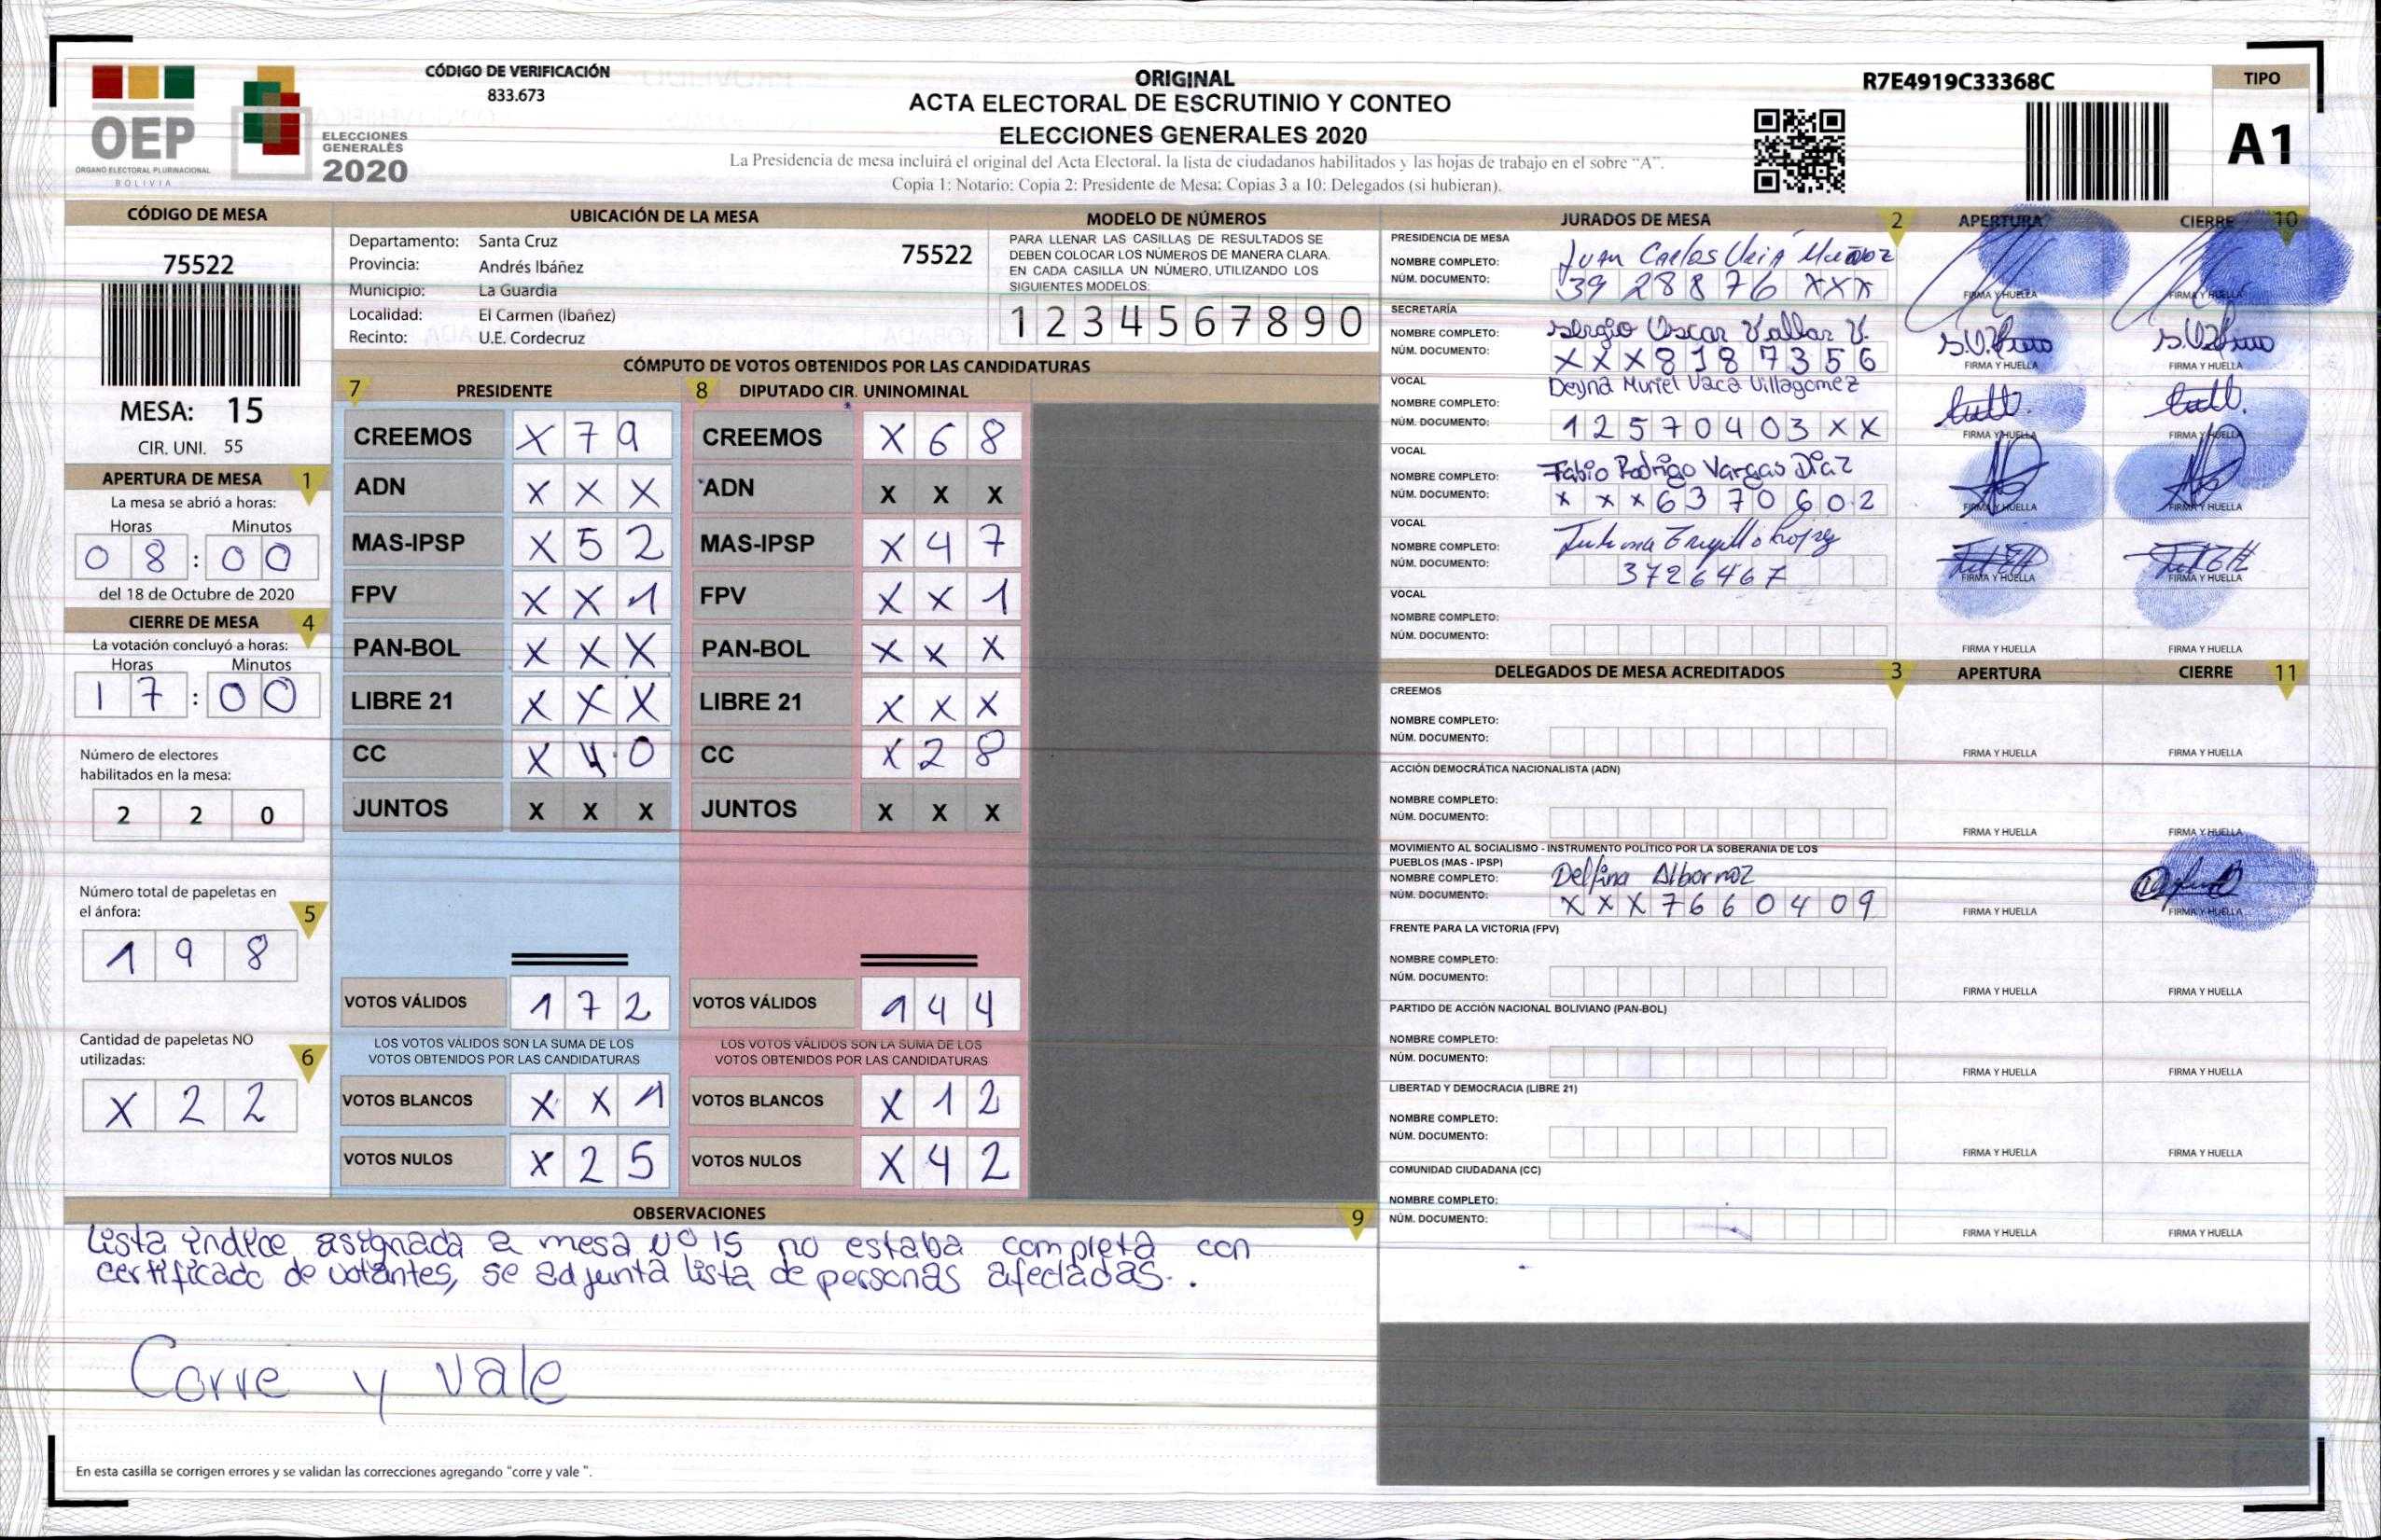 CÓDIGO DE VERIFICACIÓN
833.673
OEP
ÓRGANO ELECTORAL PLURINACIONAL
BOLIVIA
ELECCIONES
GENERALES
2020
ORIGINAL
ACTA ELECTORAL DE ESCRUTINIO Y CONTEO
ELECCIONES GENERALES 2020
La Presidencia de mesa incluirá el original del Acta Electoral, la lista de ciudadanos habilitados y las hojas de trabajo en el sobre "A".
Copia 1: Notario; Copia 2: Presidente de Mesa; Copias 3 a 10: Delegados (si hubieran).
R7E4919C33368C
TIPO
A1
CÓDIGO DE MESA
75522
MESA: 15
CIR. UNI. 55
APERTURA DE MESA 1
La mesa se abrió a horas:
Horas Minutos
0 8 : 0 0
del 18 de Octubre de 2020
CIERRE DE MESA 4
La votación concluyó a horas:
Horas Minutos
1 7 : 0 0
Número de electores
habilitados en la mesa:
2 2 0
Número total de papeletas en
el ánfora: 5
1 9 8
Cantidad de papeletas NO
utilizadas: 6
X 2 2
UBICACIÓN DE LA MESA
Departamento: Santa Cruz
75522
Provincia: Andrés Ibáñez
Municipio: La Guardia
Localidad: El Carmen (Ibañez)
Recinto: U.E. Cordecruz
MODELO DE NÚMEROS
PARA LLENAR LAS CASILLAS DE RESULTADOS SE
DEBEN COLOCAR LOS NÚMEROS DE MANERA CLARA.
EN CADA CASILLA UN NÚMERO, UTILIZANDO LOS
SIGUIENTES MODELOS:
1 2 3 4 5 6 7 8 9 0
CÓMPUTO DE VOTOS OBTENIDOS POR LAS CANDIDATURAS
7 PRESIDENTE
CREEMOS X 7 9
ADN X X X
MAS-IPSP X 5 2
FPV X X 1
PAN-BOL X X X
LIBRE 21 X X X
CC X 4 0
JUNTOS X X X
VOTOS VÁLIDOS 1 7 2
LOS VOTOS VÁLIDOS SON LA SUMA DE LOS
VOTOS OBTENIDOS POR LAS CANDIDATURAS
VOTOS BLANCOS X X 1
VOTOS NULOS X 2 5
8 DIPUTADO CIR. UNINOMINAL
CREEMOS X 6 8
ADN X X X
MAS-IPSP X 4 7
FPV X X 1
PAN-BOL X X X
LIBRE 21 X X X
CC X 2 8
JUNTOS X X X
VOTOS VÁLIDOS 1 4 4
LOS VOTOS VÁLIDOS SON LA SUMA DE LOS
VOTOS OBTENIDOS POR LAS CANDIDATURAS
VOTOS BLANCOS X 1 2
VOTOS NULOS X 4 2
OBSERVACIONES 9
Lista índice asignada a mesa Nº 15 no estaba completa con
certificado de votantes, se adjunta lista de personas afectadas.
Corre y vale
En esta casilla se corrigen errores y se validan las correcciones agregando "corre y vale ".
JURADOS DE MESA 2 APERTURA CIERRE 10
PRESIDENCIA DE MESA
NOMBRE COMPLETO: Juan Carlos Muñoz
NÚM. DOCUMENTO: 39 28876 XXX
FIRMA Y HUELLA FIRMA Y HUELLA
SECRETARÍA
NOMBRE COMPLETO: Sergio Oscar V.
NÚM. DOCUMENTO: X X X 8 1 8 7 3 5 6
FIRMA Y HUELLA FIRMA Y HUELLA
VOCAL
NOMBRE COMPLETO: Deyna Muriel Vaca Villagomez
NÚM. DOCUMENTO: 1 2 5 7 0 4 0 3 X X
FIRMA Y HUELLA FIRMA Y HUELLA
VOCAL
NOMBRE COMPLETO: Fabio Rodrigo Vargas Diaz
NÚM. DOCUMENTO: X X X 6 3 7 0 6 0 2
FIRMA Y HUELLA FIRMA Y HUELLA
VOCAL
NOMBRE COMPLETO:
NÚM. DOCUMENTO: 3726467
FIRMA Y HUELLA FIRMA Y HUELLA
VOCAL
NOMBRE COMPLETO:
NÚM. DOCUMENTO:
FIRMA Y HUELLA FIRMA Y HUELLA
DELEGADOS DE MESA ACREDITADOS 3 APERTURA CIERRE 11
CREEMOS
NOMBRE COMPLETO:
NÚM. DOCUMENTO:
FIRMA Y HUELLA FIRMA Y HUELLA
ACCIÓN DEMOCRÁTICA NACIONALISTA (ADN)
NOMBRE COMPLETO:
NÚM. DOCUMENTO:
FIRMA Y HUELLA FIRMA Y HUELLA
MOVIMIENTO AL SOCIALISMO - INSTRUMENTO POLÍTICO POR LA SOBERANIA DE LOS
PUEBLOS (MAS - IPSP)
NOMBRE COMPLETO: Delfina Albornoz
NÚM. DOCUMENTO: X X X 7 6 6 0 4 0 9
FIRMA Y HUELLA FIRMA Y HUELLA
FRENTE PARA LA VICTORIA (FPV)
NOMBRE COMPLETO:
NÚM. DOCUMENTO:
FIRMA Y HUELLA FIRMA Y HUELLA
PARTIDO DE ACCIÓN NACIONAL BOLIVIANO (PAN-BOL)
NOMBRE COMPLETO:
NÚM. DOCUMENTO:
FIRMA Y HUELLA FIRMA Y HUELLA
LIBERTAD Y DEMOCRACIA (LIBRE 21)
NOMBRE COMPLETO:
NÚM. DOCUMENTO:
FIRMA Y HUELLA FIRMA Y HUELLA
COMUNIDAD CIUDADANA (CC)
NOMBRE COMPLETO:
NÚM. DOCUMENTO:
FIRMA Y HUELLA FIRMA Y HUELLA